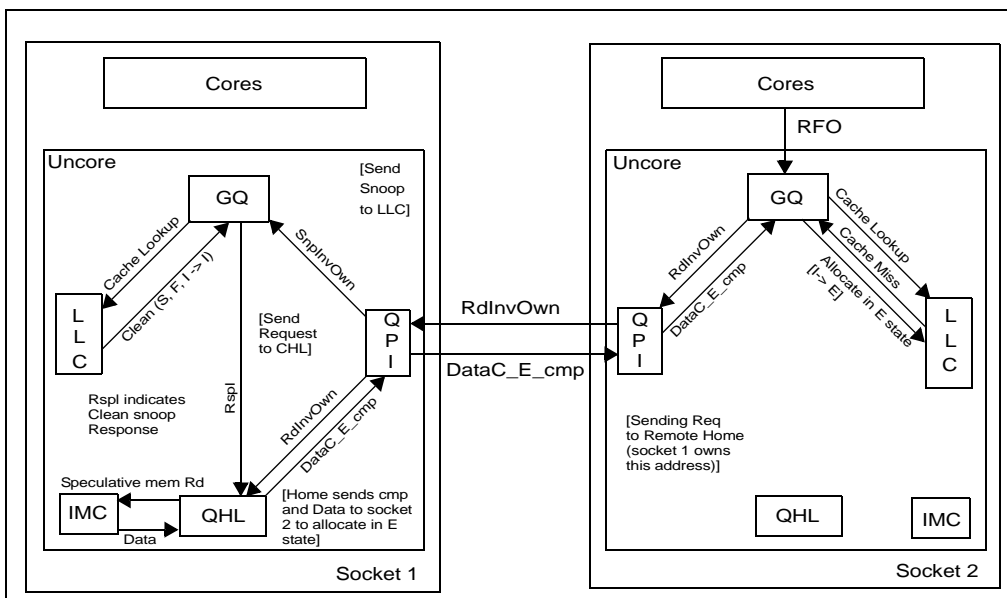 Cores
Uncore
[Send
Snoop
to LLC]
GQ
Cache Lookup
Clean (S, F, I -> I)
SnpInvOwn
L
L
C
[Send
Request
to CHL]
Q
P
I
Rspl indicates
Clean snoop
Response
Rspl
RdInvOwn
DataC_E_cmp
Speculative mem Rd
IMC
Data
QHL
[Home sends cmp
and Data to socket
2 to allocate in E
state]
Socket 1
RdInvOwn
DataC_E_cmp
Cores
RFO
Uncore
GQ
RdInvOwn
DataC_E_cmp
Cache Lookup
Cache Miss
Allocate in E state
[I-> E]
Q
P
I
L
L
C
[Sending Req
to Remote Home
(socket 1 owns
this address)]
QHL
IMC
Socket 2